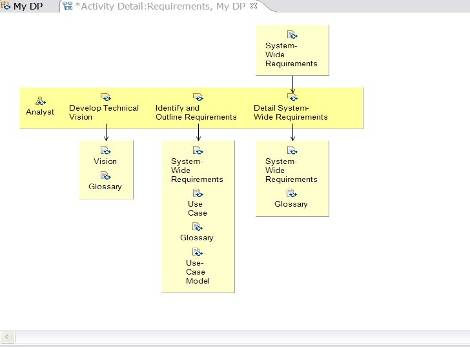 My DP
*Activity Detail:Requirements, My DP
System-
Wide
Requirements
Analyst
Develop Technical
Vision
Identify and
Outline Requirements
Detail System-
Wide Requirements
Vision
Glossary
System-
Wide
Requirements
Use
Case
Glossary
Use-
Case
Model
System-
Wide
Requirements
Glossary